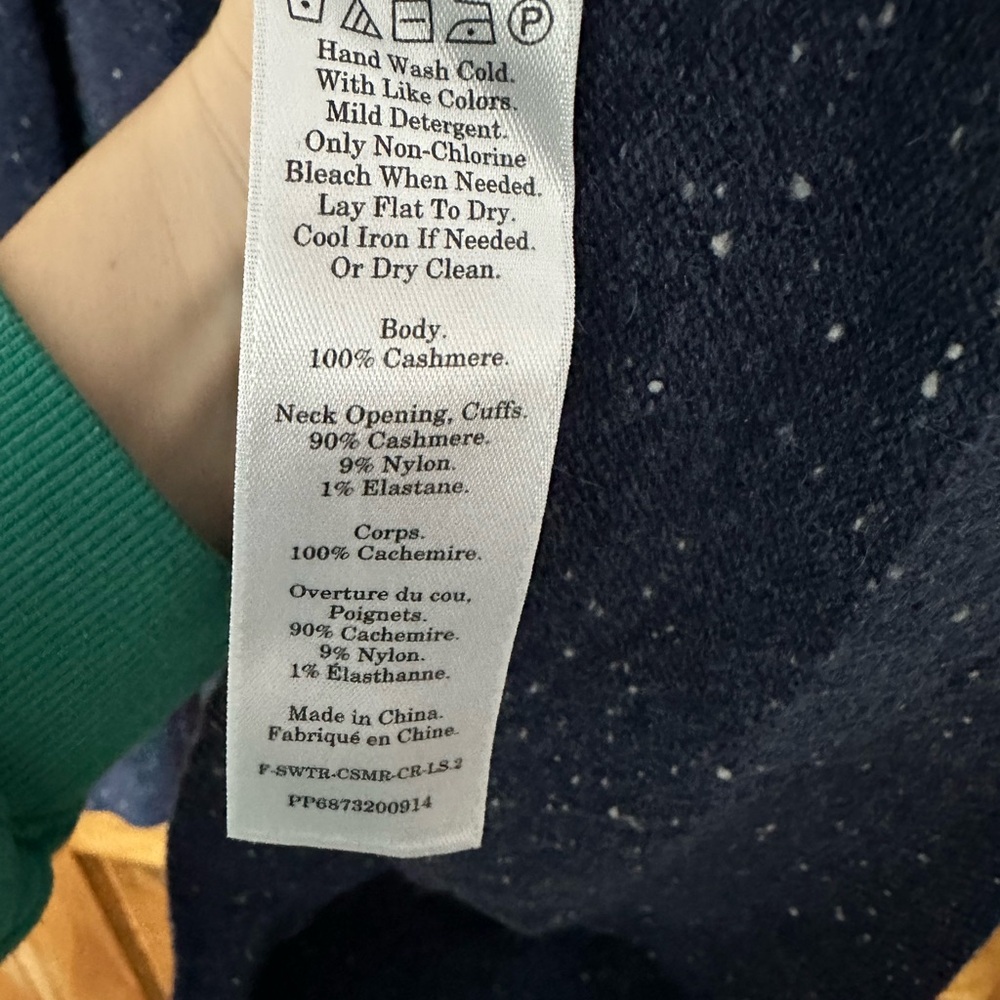 P
Hand Wash Cold.
With Like Colors.
Mild Detergent.
Only Non-Chlorine
Bleach When Needed.
Lay Flat To Dry.
Cool Iron If Needed.
Or Dry Clean.
Body.
100% Cashmere.
Neck Opening, Cuffs.
90% Cashmere.
9% Nylon.
1% Elastane.
Corps.
100% Cachemire.
Overture du cou,
Poignets.
90% Cachemire.
9% Nylon.
1% Élasthanne.
Made in China.
Fabriqué en Chine.
F-SWTR-CSMR-CR-LS.2
PP6873200914